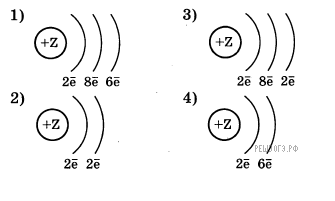 1)
+Z
2ē 8ē 6ē
3)
+Z
2ē 8ē 2ē
2)
+Z
2ē 2ē
4)
+Z
2ē 6ē
РЕШУОГЭ.РФ